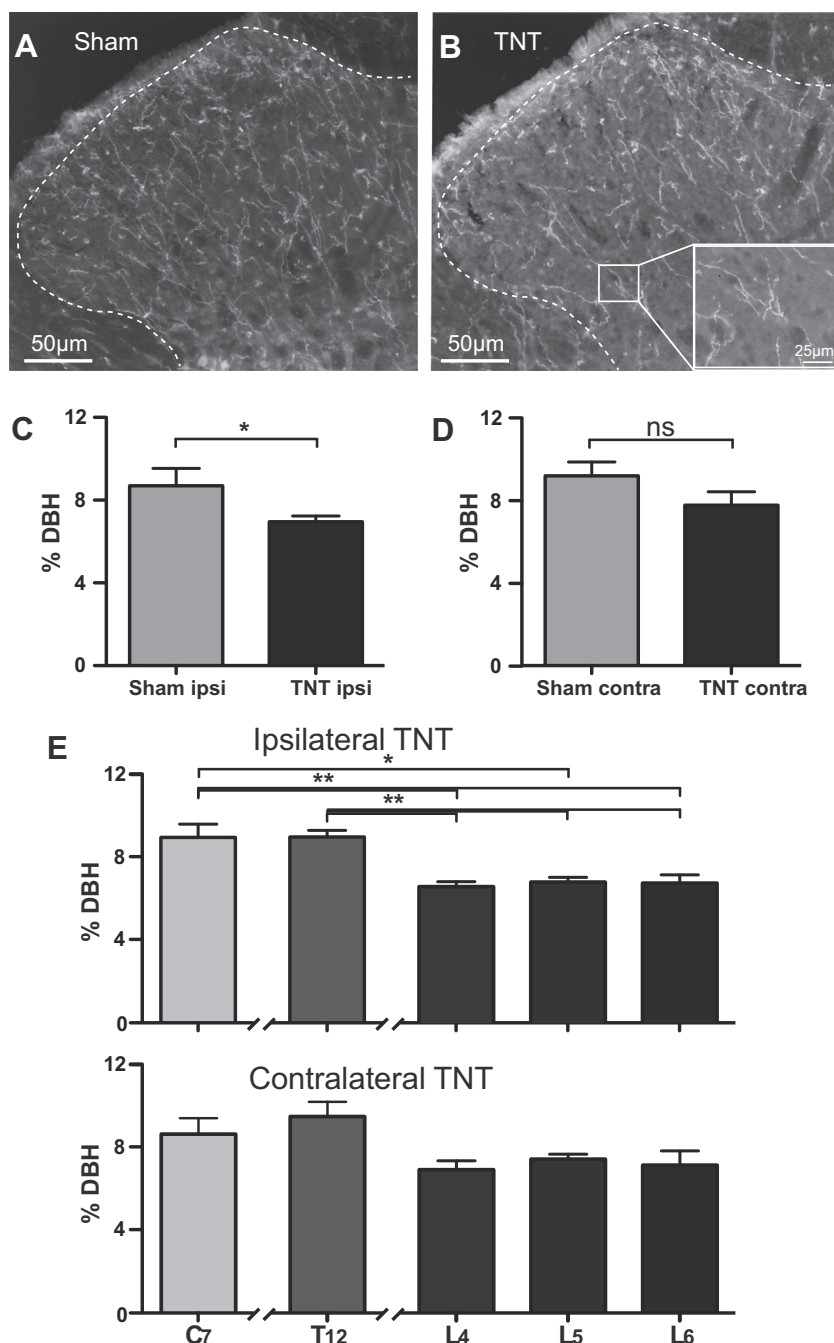 A Sham
B TNT
50µm
50µm
25µm
C
12
8
4
0
% DBH
*
Sham ipsi TNT ipsi
D
12
8
4
0
% DBH
ns
Sham contra TNT contra
E
Ipsilateral TNT
12
8
4
0
% DBH
*
**
**
Contralateral TNT
12
8
4
0
% DBH
C7 T12 L4 L5 L6